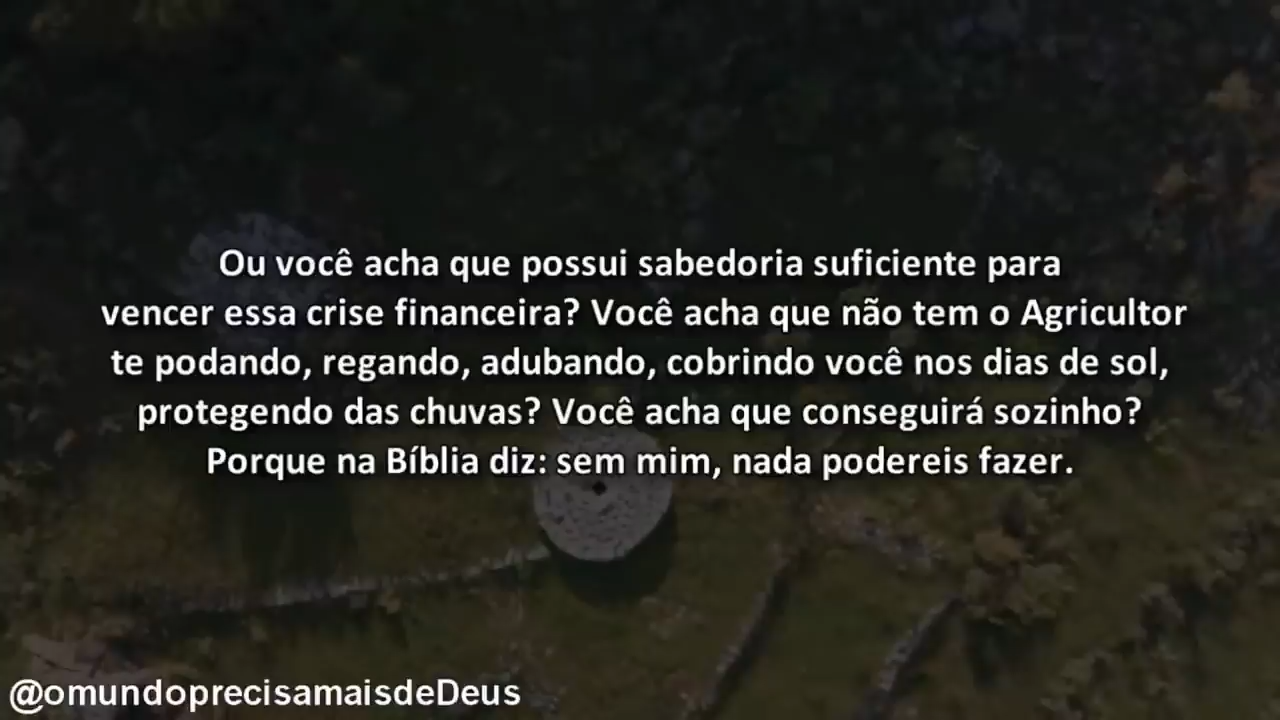 Ou você acha que possui sabedoria suficiente para
vencer essa crise financeira? Você acha que não tem o Agricultor
te podando, regando, adubando, cobrindo você nos dias de sol,
protegendo das chuvas? Você acha que conseguirá sozinho?
Porque na Bíblia diz: sem mim, nada podereis fazer.
@omundoprecisamaisdeDeus